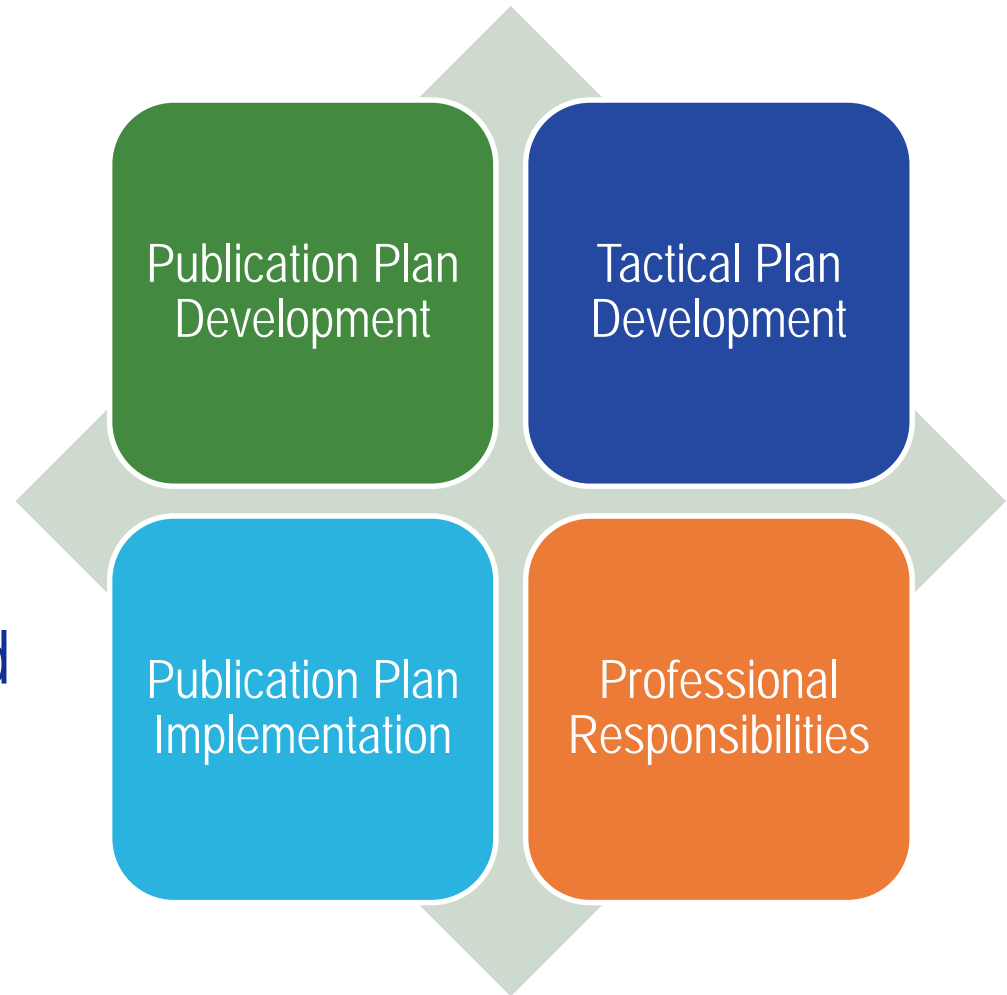 Publication Plan
Development
Tactical Plan
Development
d
Publication Plan
Implementation
Professional
Responsibilities